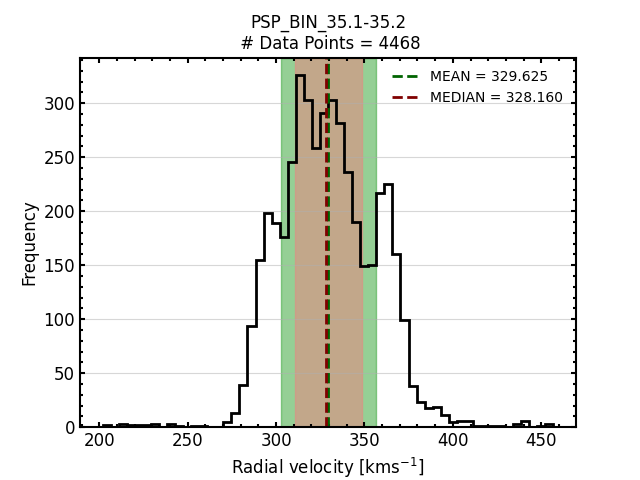 PSP_BIN_35.1-35.2
# Data Points = 4468
MEAN = 329.625
MEDIAN = 328.160
Frequency
300
250
200
150
100
50
0
200
250
300
350
400
450
Radial velocity [kms⁻¹]